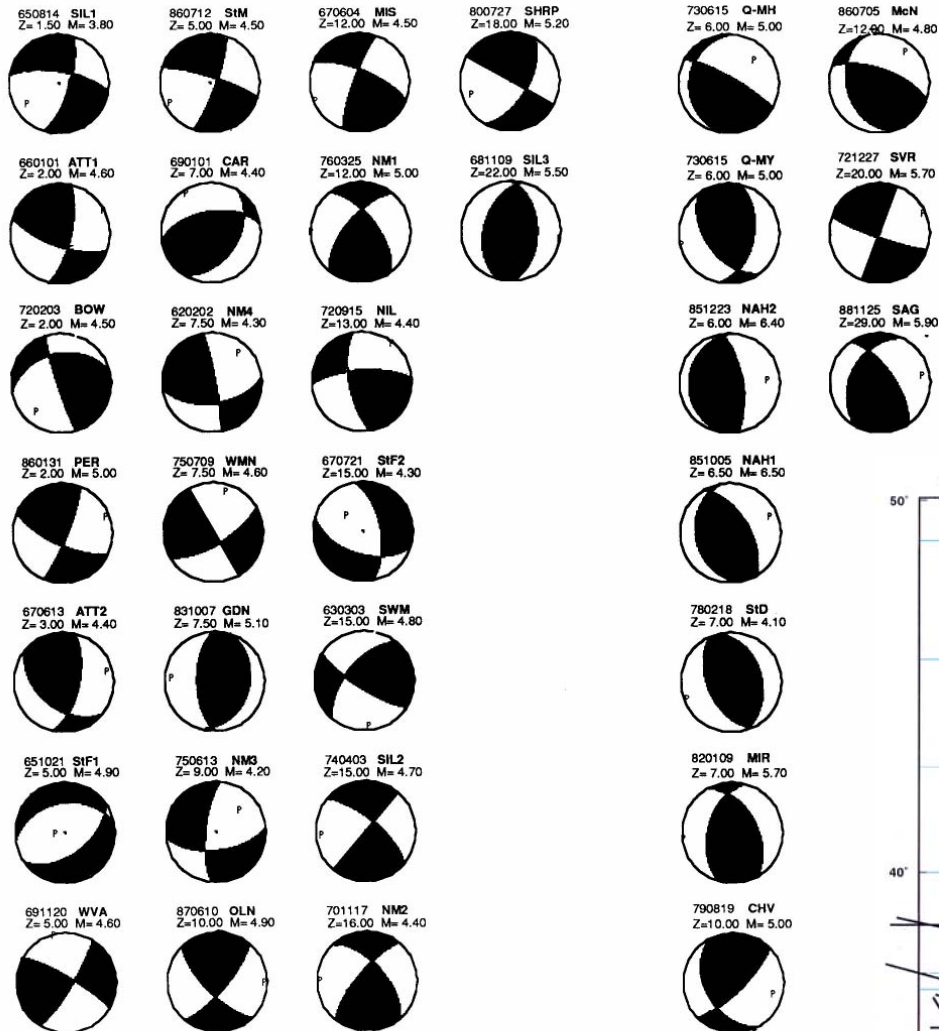 650814 SIL1
Z= 1.50 M= 3.80
P
860712 StM
Z= 5.00 M= 4.50
P
670604 MIS
Z=12.00 M= 4.50
P
800727 SHRP
Z=18.00 M= 5.20
P
730615 Q-MH
Z= 6.00 M= 5.00
P
860705 McN
Z=12.00 M= 4.80
P
660101 ATT1
Z= 2.00 M= 4.60
P
690101 CAR
Z= 7.00 M= 4.40
P
760325 NM1
Z=12.00 M= 5.00
681109 SIL3
Z=22.00 M= 5.50
730615 Q-MY
Z= 6.00 M= 5.00
P
721227 SVR
Z=20.00 M= 5.70
P
720203 BOW
Z= 2.00 M= 4.50
P
620202 NM4
Z= 7.50 M= 4.30
P
720915 NIL
Z=13.00 M= 4.40
P
851223 NAH2
Z= 6.00 M= 6.40
P
881125 SAG
Z=29.00 M= 5.90
P
860131 PER
Z= 2.00 M= 5.00
P
750709 WMN
Z= 7.50 M= 4.60
P
670721 StF2
Z=15.00 M= 4.30
P
851005 NAH1
Z= 6.50 M= 6.50
P
50°
670613 ATT2
Z= 3.00 M= 4.40
P
831007 GDN
Z= 7.50 M= 5.10
P
630303 SWM
Z=15.00 M= 4.80
P
780218 StD
Z= 7.00 M= 4.10
P
651021 StF1
Z= 5.00 M= 4.90
P
750613 NM3
Z= 9.00 M= 4.20
P
740403 SIL2
Z=15.00 M= 4.70
P
820109 MIR
Z= 7.00 M= 5.70
P
40°
691120 WVA
Z= 5.00 M= 4.60
P
870610 OLN
Z=10.00 M= 4.90
P
701117 NM2
Z=16.00 M= 4.40
P
790819 CHV
Z=10.00 M= 5.00
P